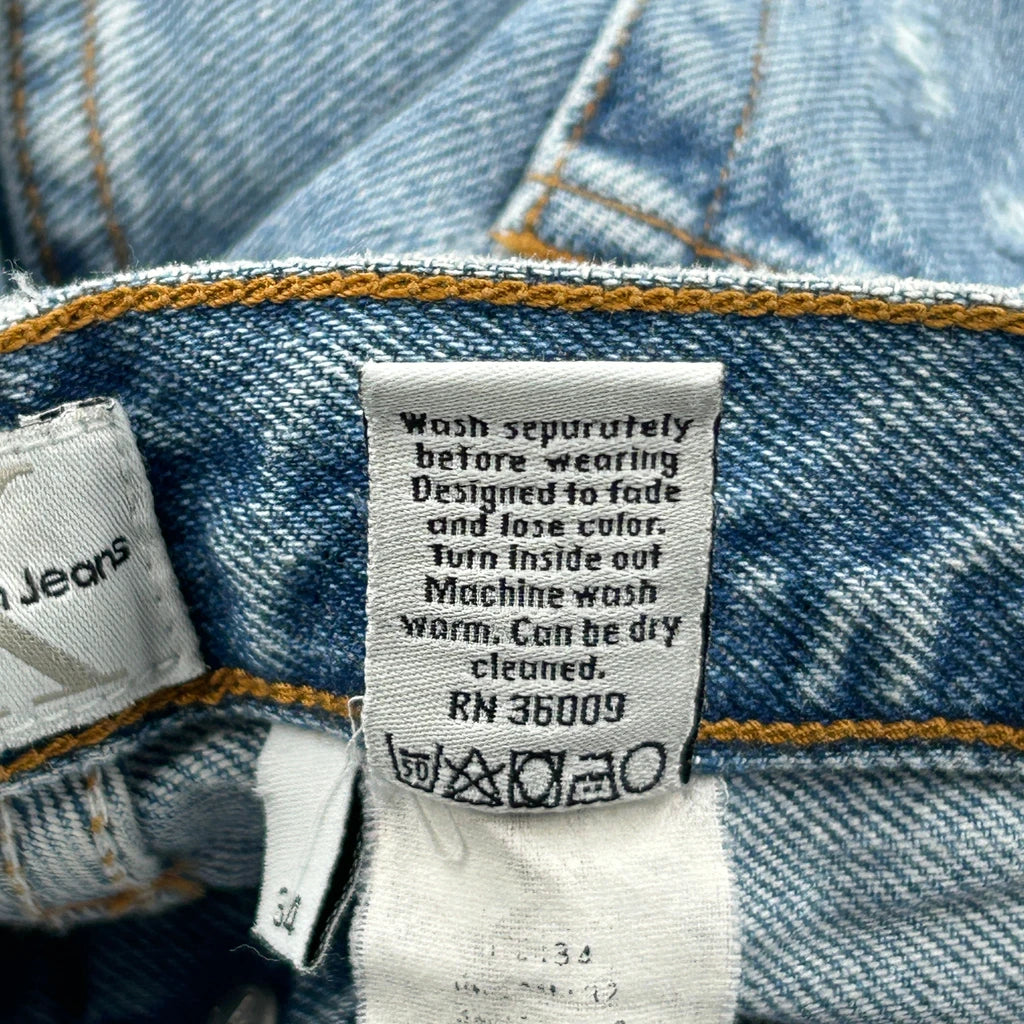 Jeans
Wash separately
before wearing
Designed to fade
and lose color.
Turn inside out
Machine wash
warm. Can be dry
cleaned.
RN 36009
50
34
34